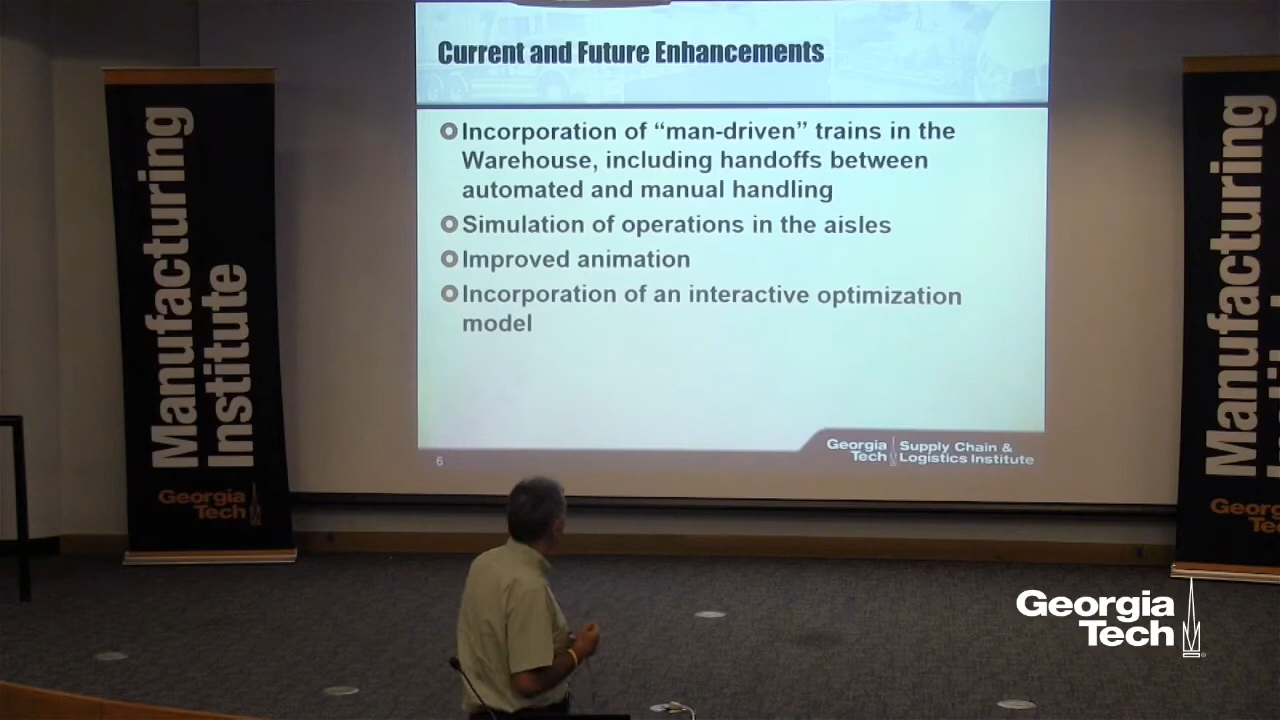 Current and Future Enhancements
Incorporation of “man-driven” trains in the
Warehouse, including handoffs between
automated and manual handling
Simulation of operations in the aisles
Improved animation
Incorporation of an interactive optimization
model
6
Georgia
Tech
Supply Chain &
Logistics Institute
Manufacturing
Institute
Georgia
Tech
Manufacturing
Georgia
Tech